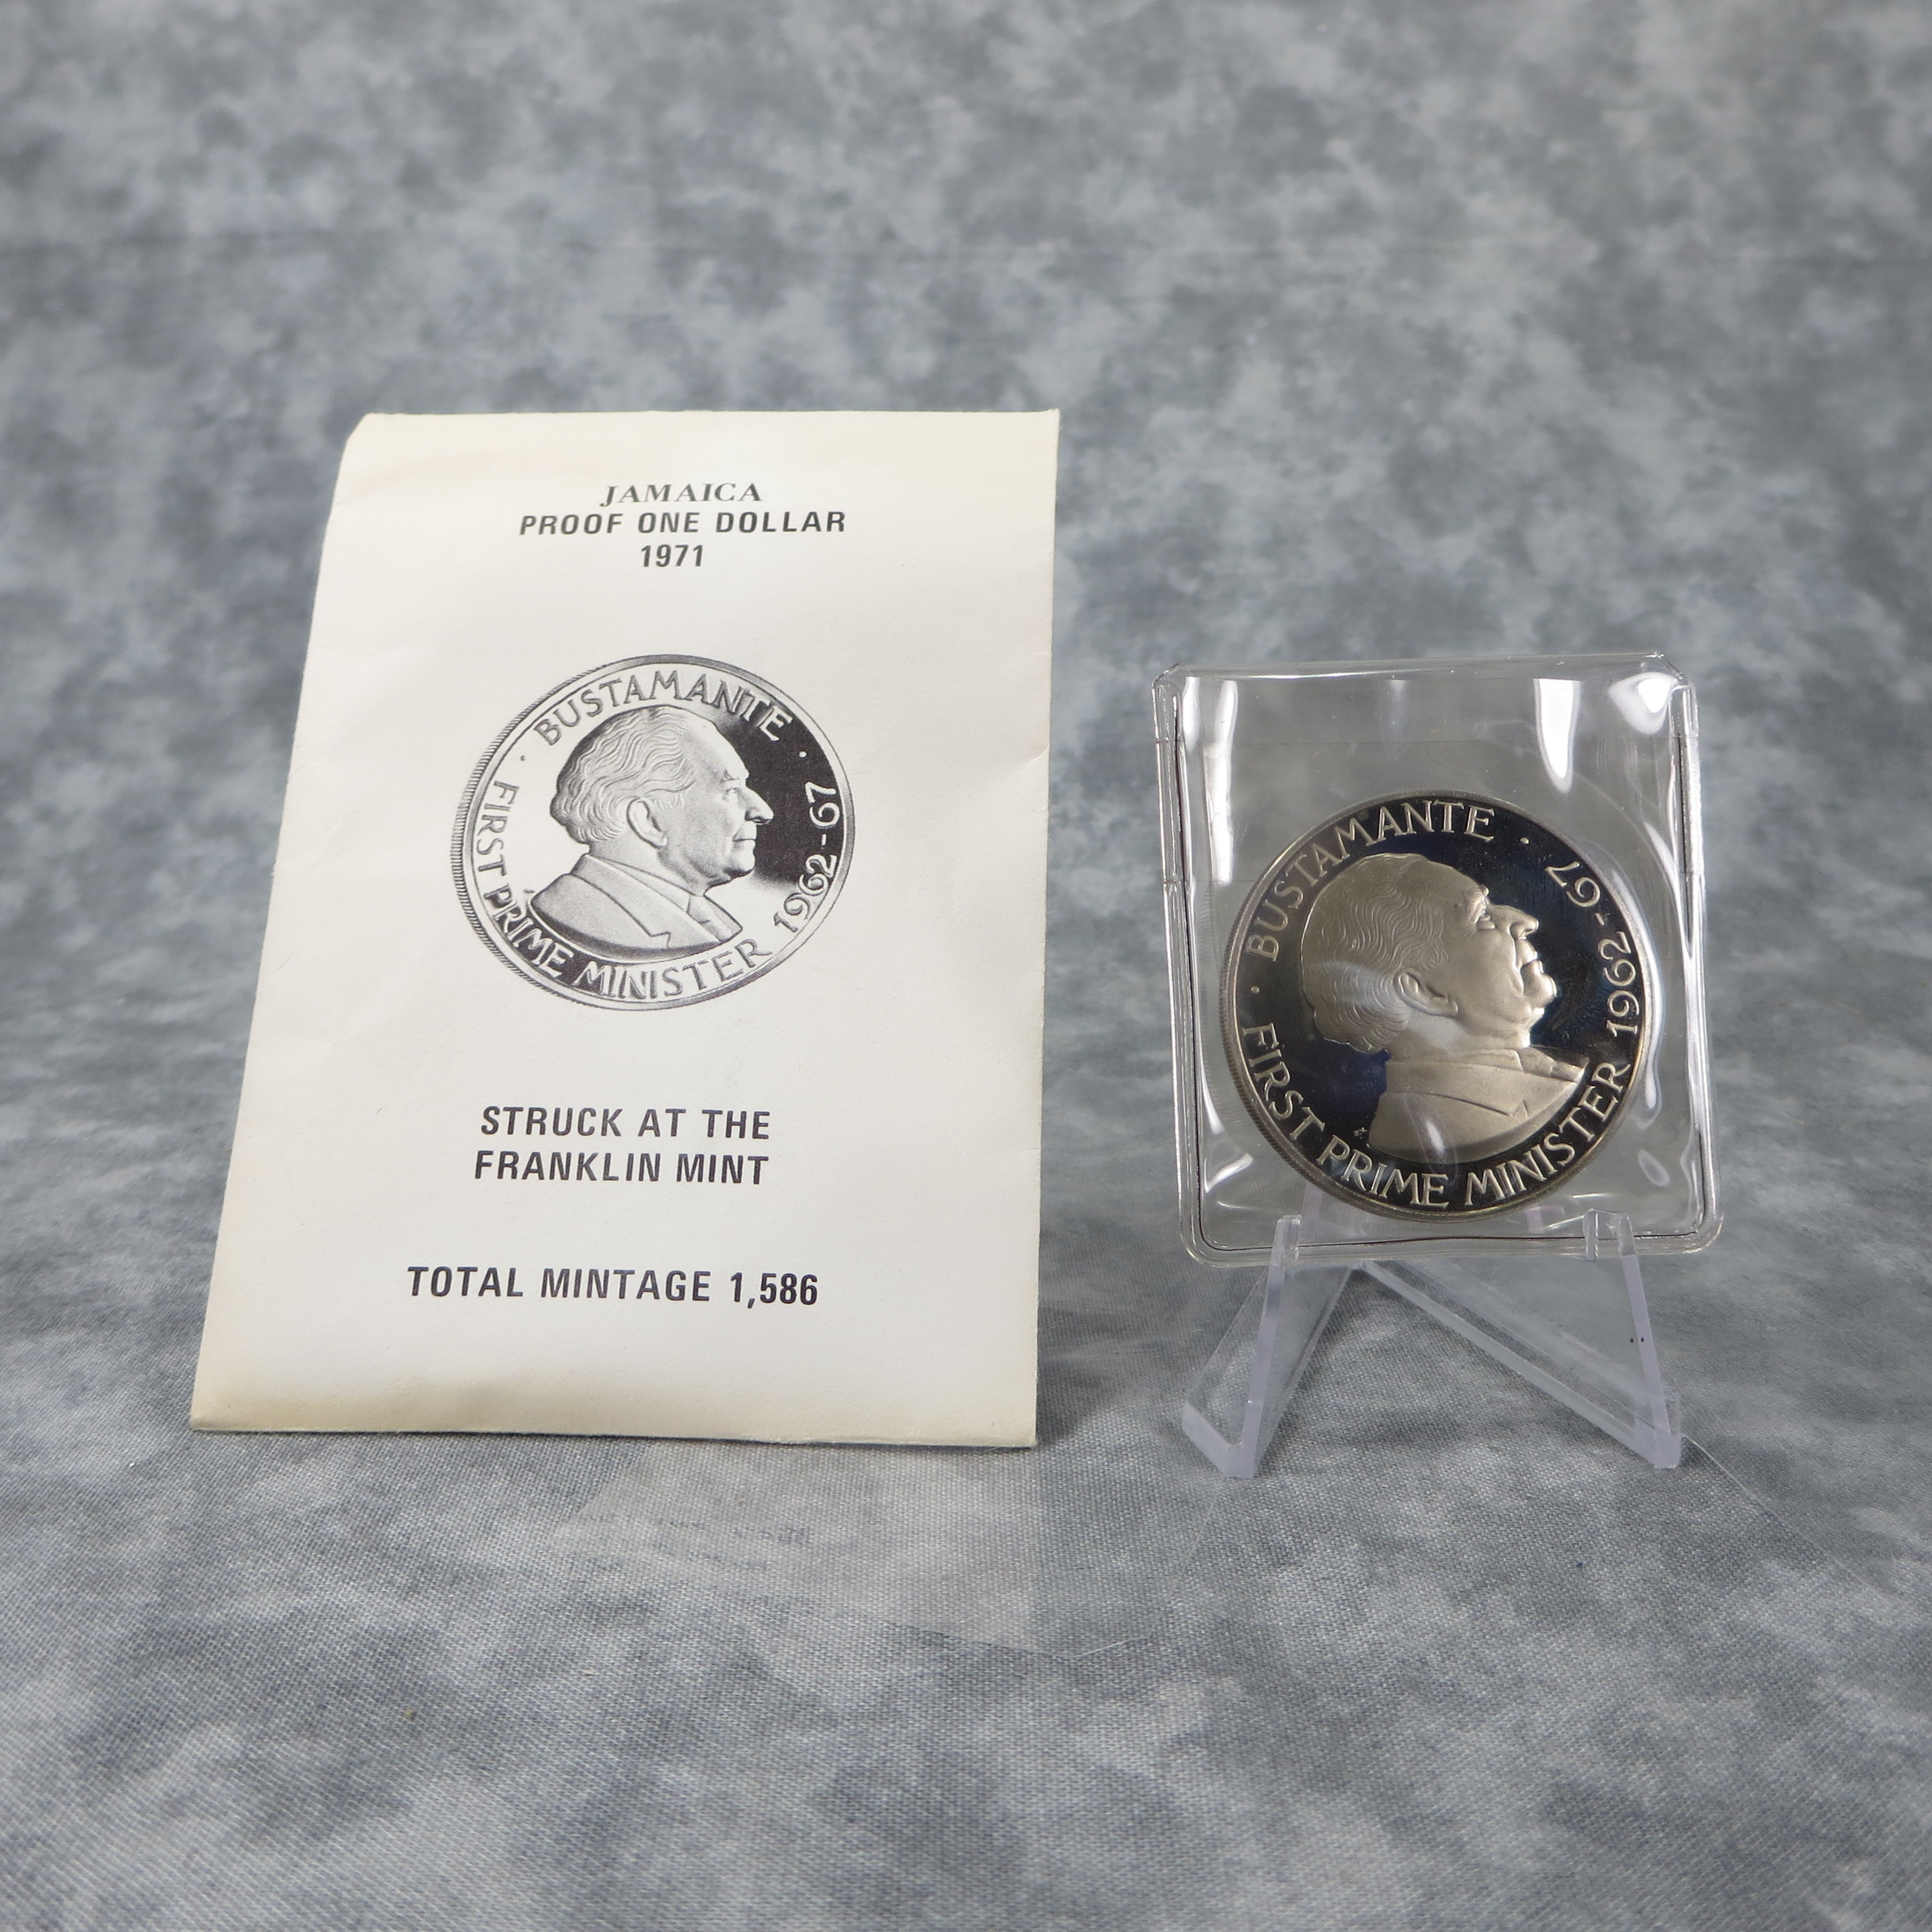 JAMAICA
PROOF ONE DOLLAR
1971
· BUSTAMANTE ·
FIRST PRIME MINISTER 1962-67
STRUCK AT THE
FRANKLIN MINT
TOTAL MINTAGE 1,586
· BUSTAMANTE ·
FIRST PRIME MINISTER 1962-67